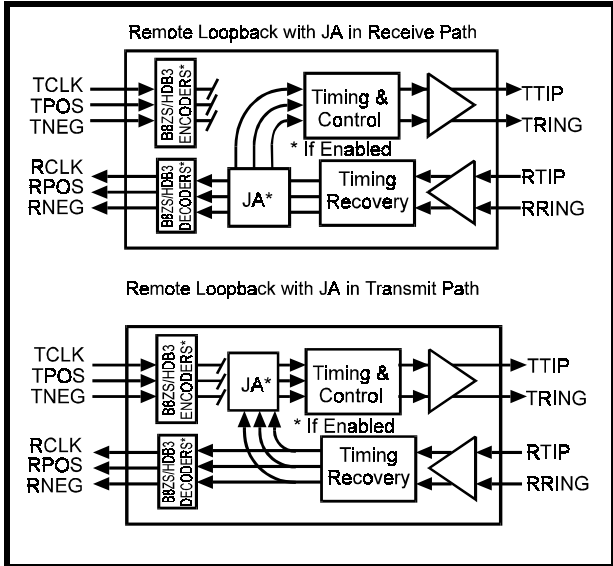 Remote Loopback with JA in Receive Path
TCLK
TPOS
TNEG
B8ZS/HDB3
ENCODERS*
Timing &
Control
TTIP
TRING
* If Enabled
RCLK
RPOS
RNEG
B8ZS/HDB3
DECODERS*
JA*
Timing
Recovery
RTIP
RRING
Remote Loopback with JA in Transmit Path
TCLK
TPOS
TNEG
B8ZS/HDB3
ENCODERS*
JA*
Timing &
Control
TTIP
TRING
* If Enabled
RCLK
RPOS
RNEG
B8ZS/HDB3
DECODERS*
Timing
Recovery
RTIP
RRING